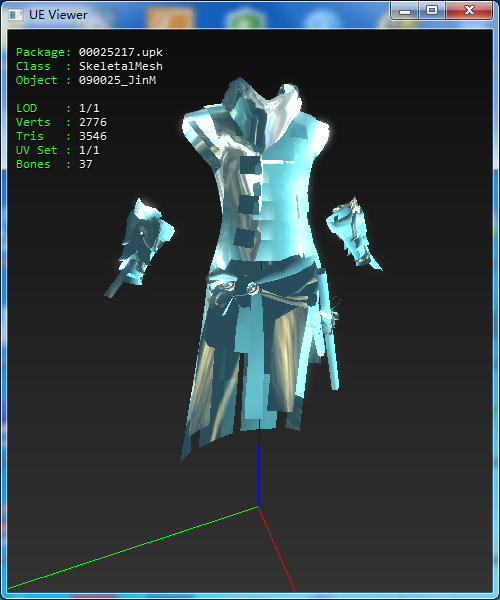 UE Viewer
Package: 00025217.upk
Class : SkeletalMesh
Object : 090025_JinM
LOD : 1/1
Verts : 2776
Tris : 3546
UV Set : 1/1
Bones : 37